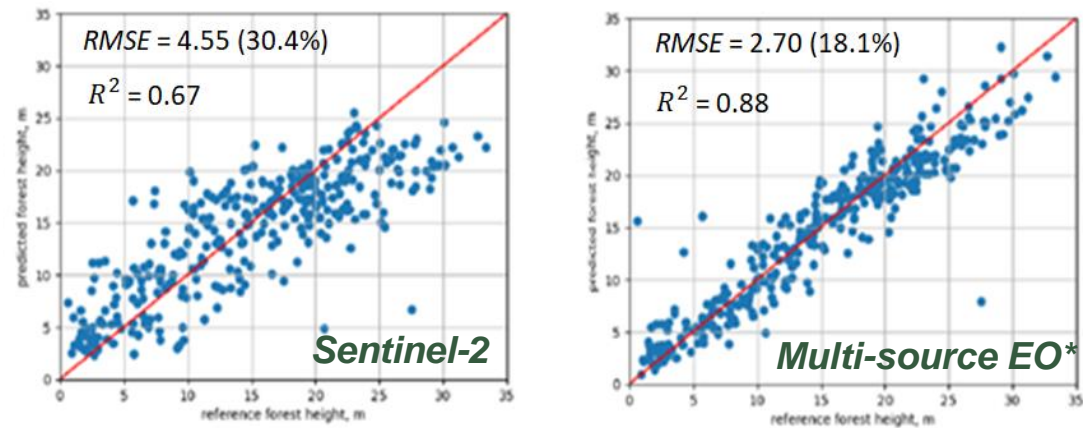 RMSE = 4.55 (30.4%)
R² = 0.67
35
30
25
20
15
10
5
0
predicted forest height, m
0 5 10 15 20 25 30 35
reference forest height, m
Sentinel-2
RMSE = 2.70 (18.1%)
R² = 0.88
35
30
25
20
15
10
5
0
predicted forest height, m
0 5 10 15 20 25 30 35
reference forest height, m
Multi-source EO*